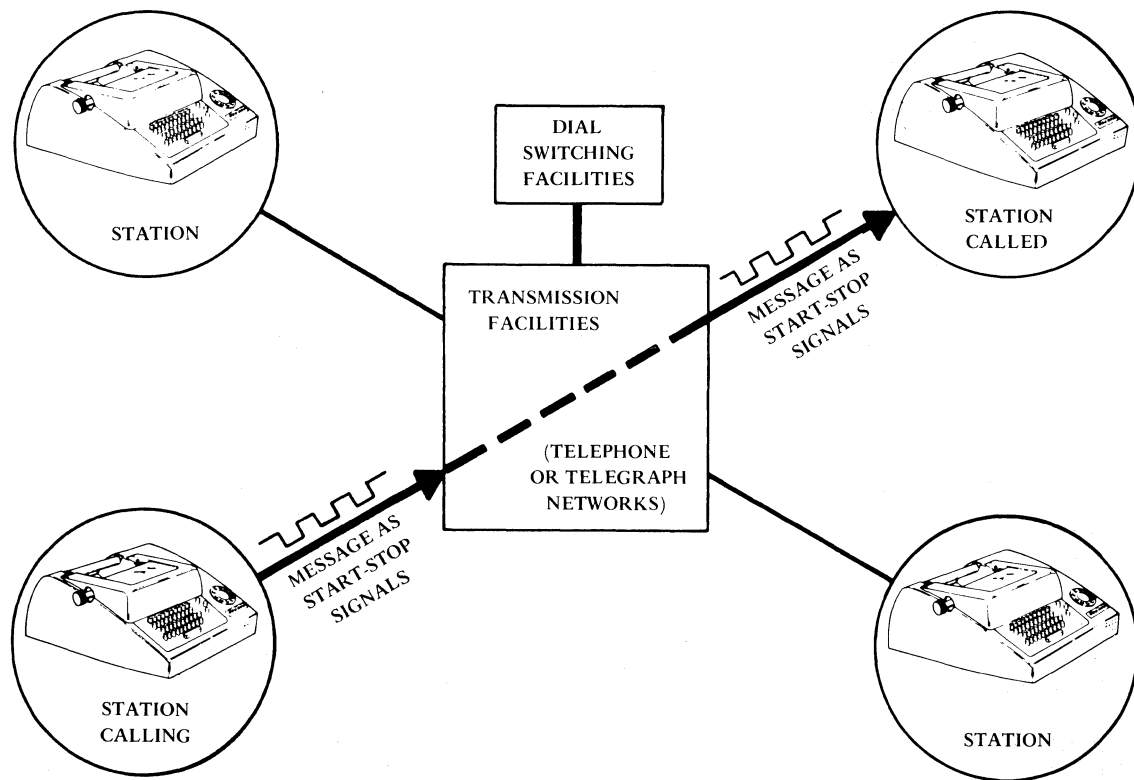 STATION
DIAL
SWITCHING
FACILITIES
STATION
CALLED
TRANSMISSION
FACILITIES
MESSAGE AS
START-STOP
SIGNALS
(TELEPHONE
OR TELEGRAPH
NETWORKS)
MESSAGE AS
START-STOP
SIGNALS
STATION
CALLING
STATION